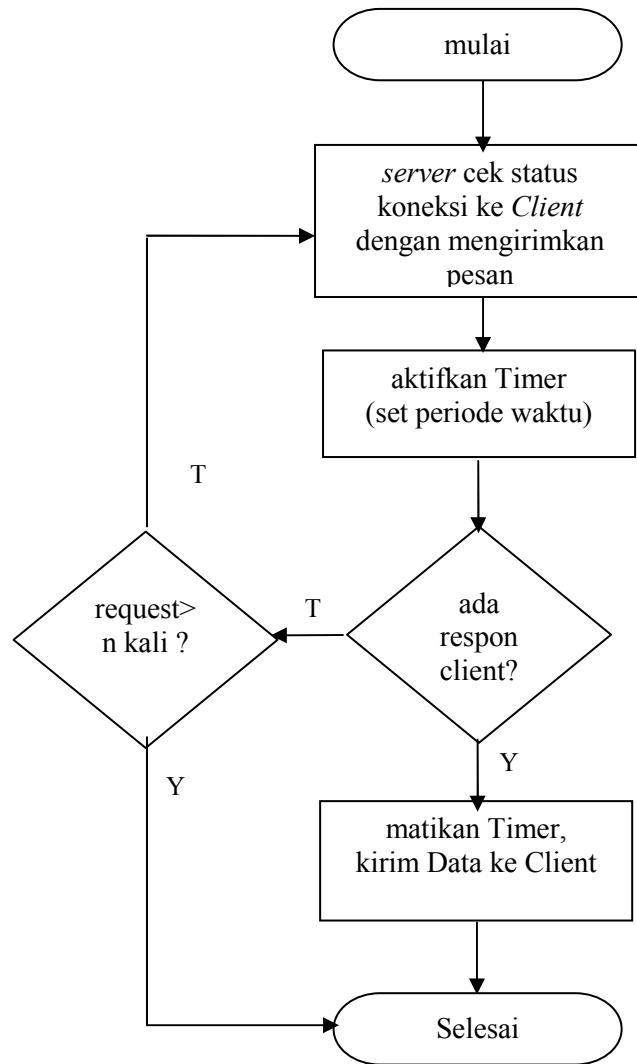 mulai
server cek status
koneksi ke Client
dengan mengirimkan
pesan
aktifkan Timer
(set periode waktu)
T
request>
n kali ?
T
ada
respon
client?
Y
Y
matikan Timer,
kirim Data ke Client
Selesai